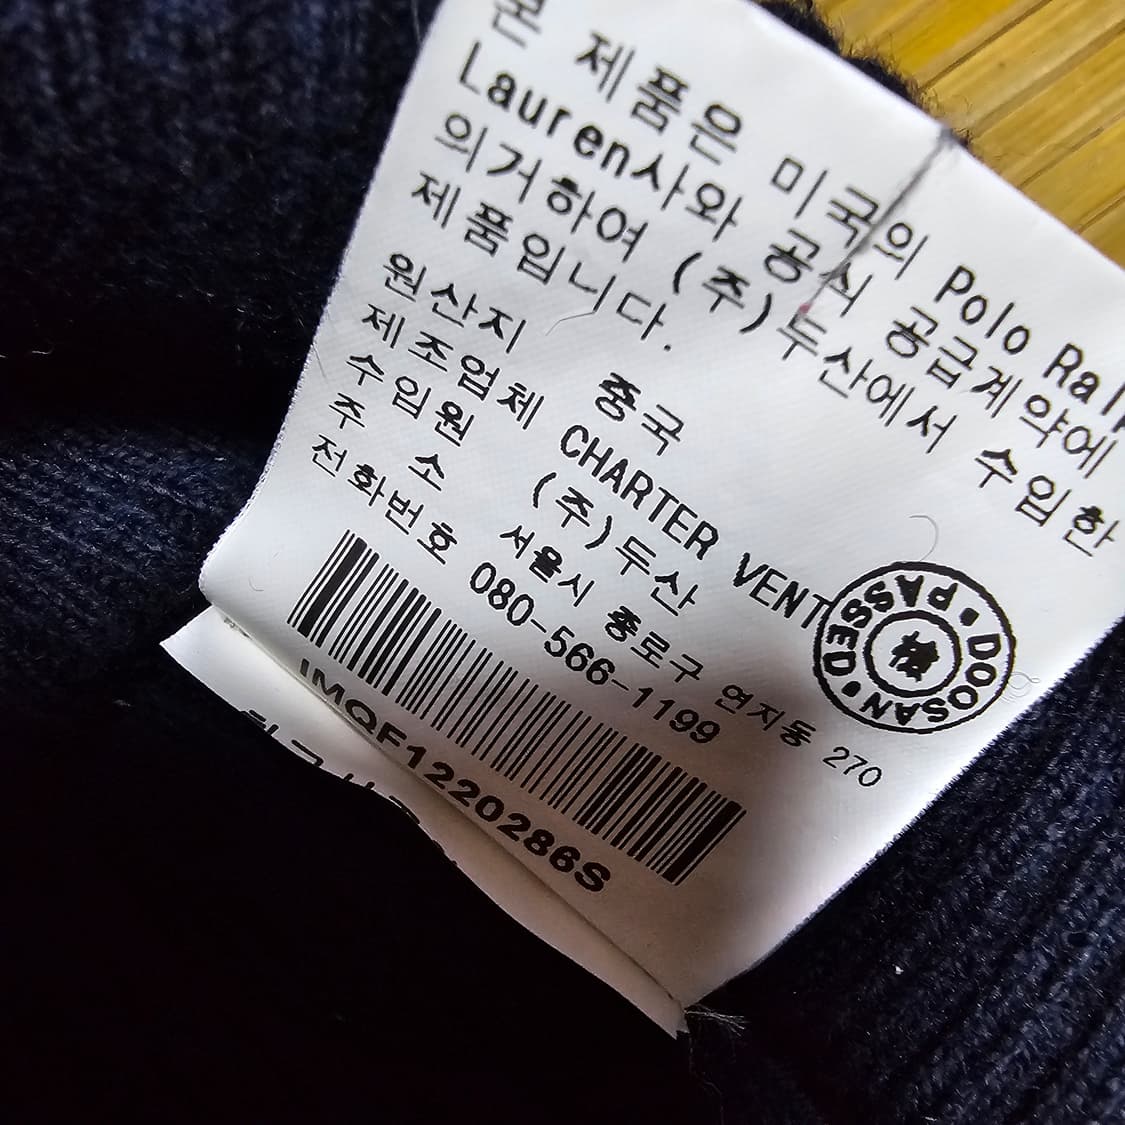 본 제품은 미국의 Polo Ralp
Lauren사와 공식 공급계약에
의거하여 (주)두산에서 수입한
제품입니다.
원산지 중국
제조업체 CHARTER VENT
수입원 (주)두산
주 소 서울시 종로구 연지동 270
전화번호 080-566-1199
DOOSAN • PASSED •
IMQF1220286S